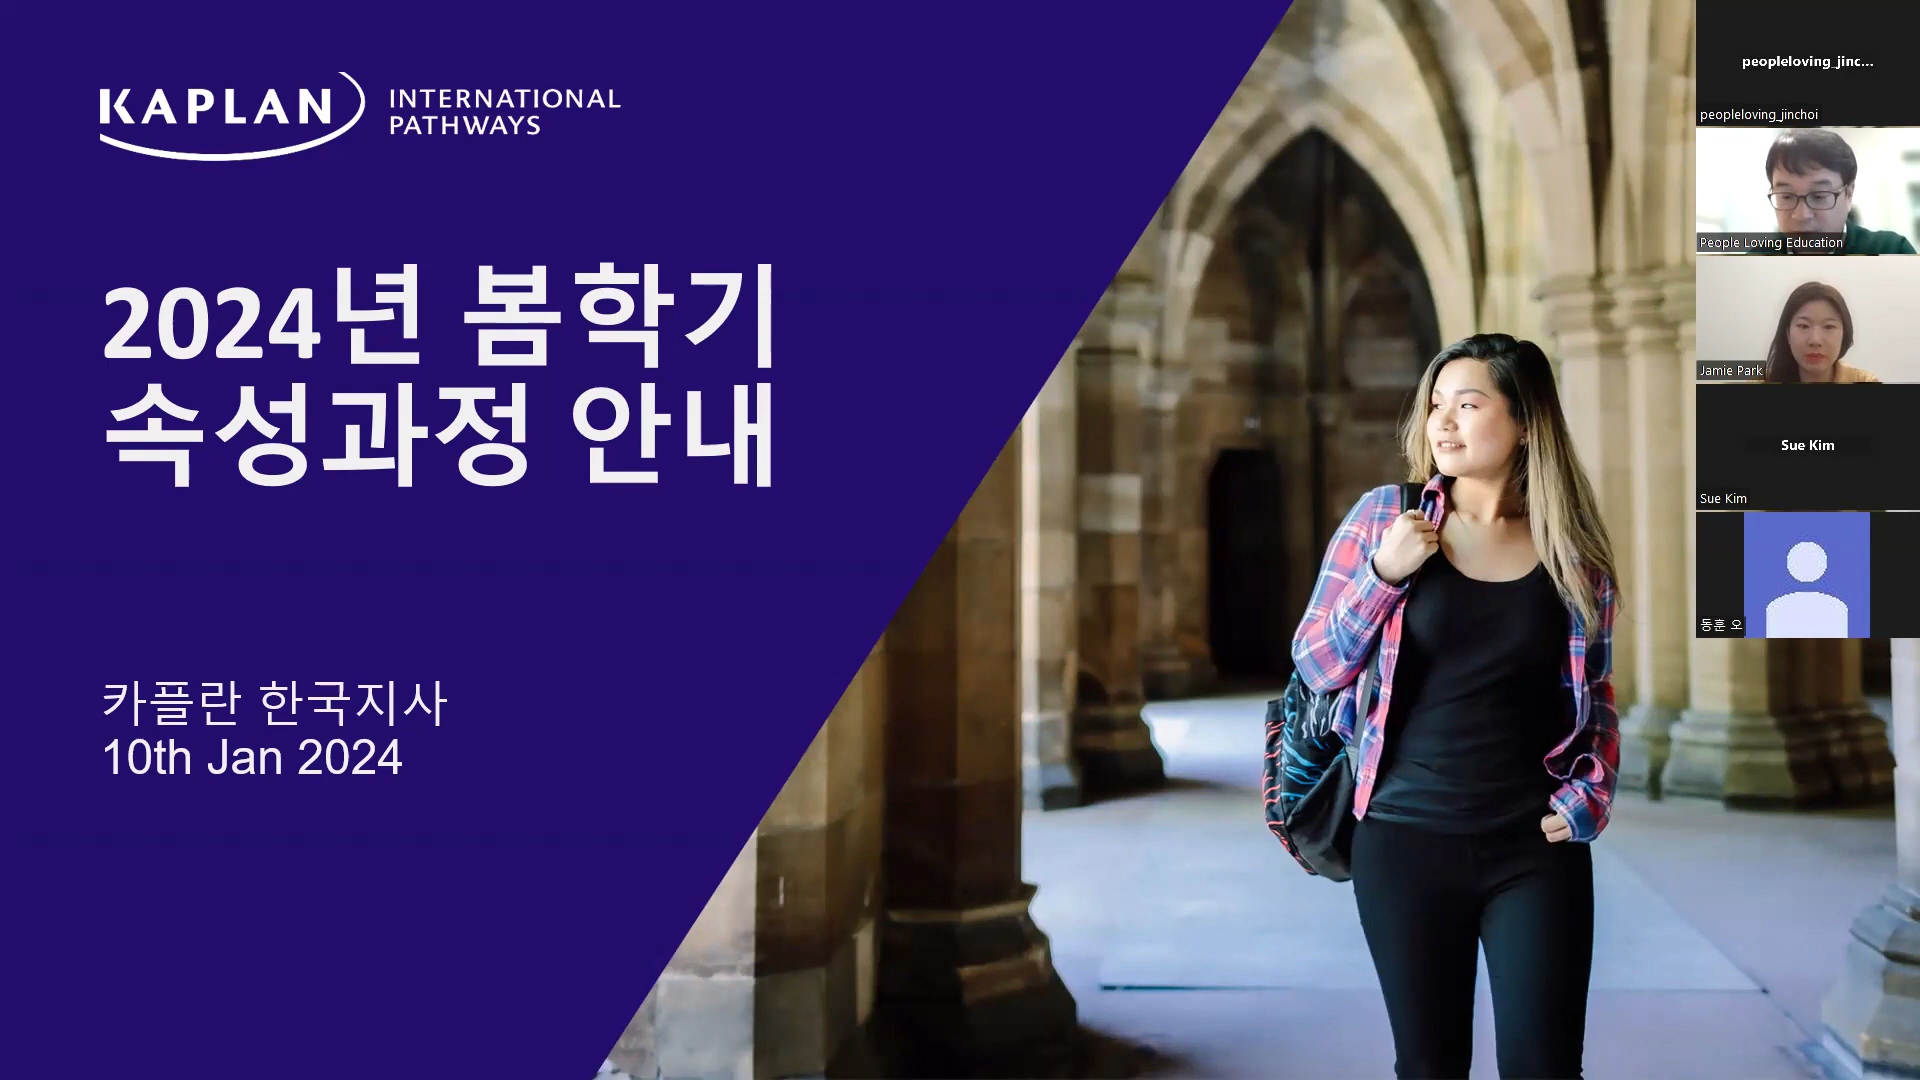 KAPLAN
INTERNATIONAL
PATHWAYS
2024년 봄학기
속성과정 안내
카플란 한국지사
10th Jan 2024
peopleloving_jinc...
peopleloving_jinchoi
People Loving Education
Jamie Park
Sue Kim
Sue Kim
동훈 오